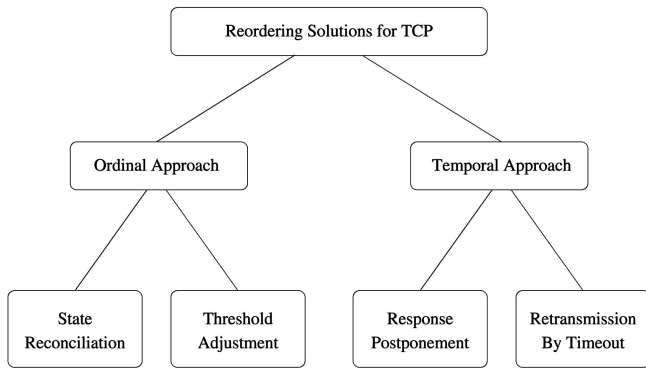 Reordering Solutions for TCP
Ordinal Approach
Temporal Approach
State
Reconciliation
Threshold
Adjustment
Response
Postponement
Retransmission
By Timeout